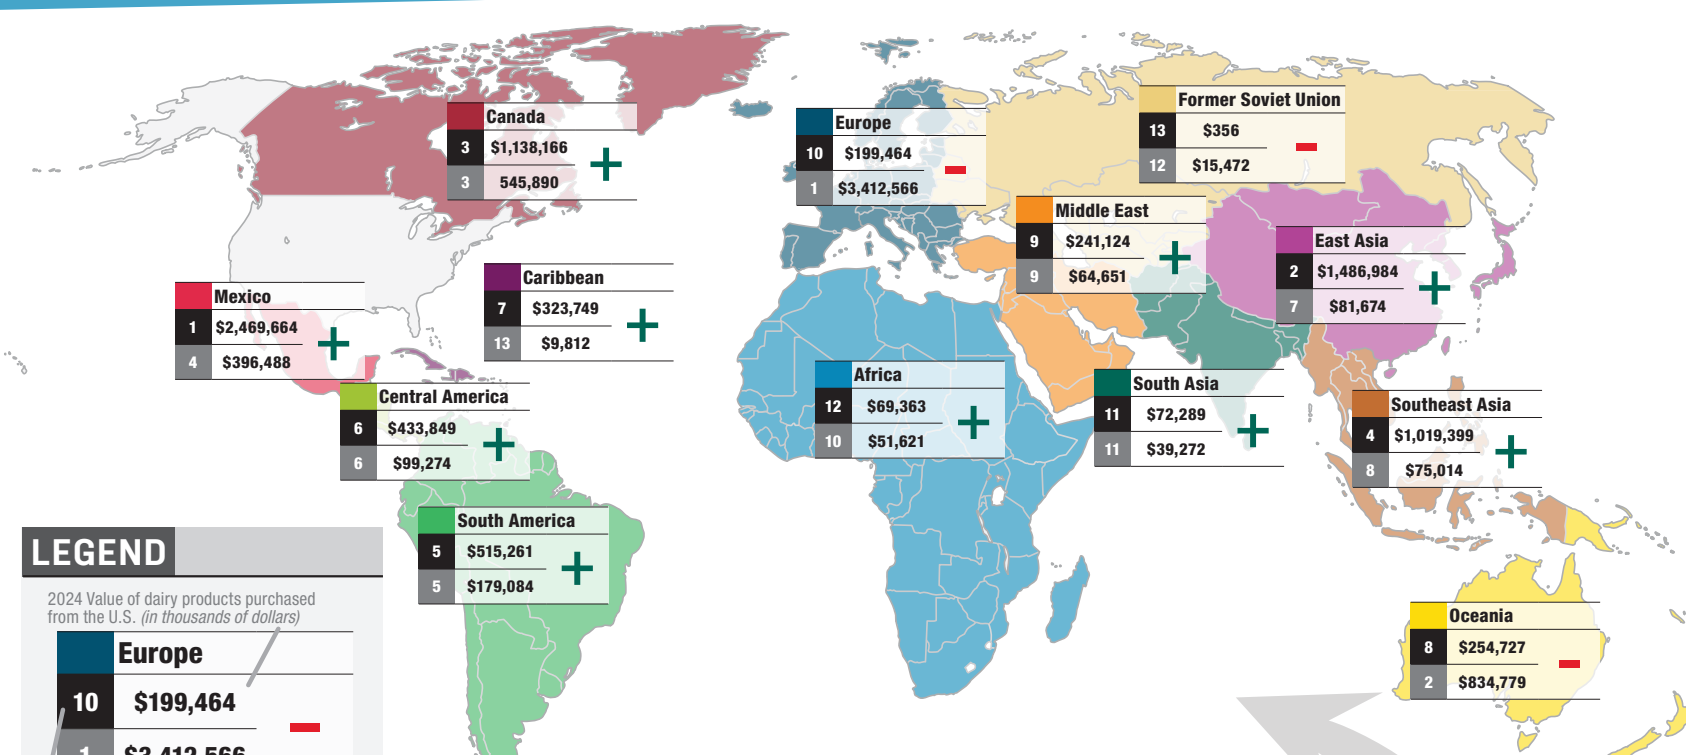 Canada
3 $1,138,166
3 545,890
Europe
10 $199,464
1 $3,412,566
Former Soviet Union
13 $356
12 $15,472
Middle East
9 $241,124
9 $64,651
East Asia
2 $1,486,984
7 $81,674
Mexico
1 $2,469,664
4 $396,488
Caribbean
7 $323,749
13 $9,812
Central America
6 $433,849
6 $99,274
Africa
12 $69,363
10 $51,621
South Asia
11 $72,289
11 $39,272
Southeast Asia
4 $1,019,399
8 $75,014
South America
5 $515,261
5 $179,084
Oceania
8 $254,727
2 $834,779
LEGEND
2024 Value of dairy products purchased
from the U.S. (in thousands of dollars)
Europe
10 $199,464
1 $3,412,566